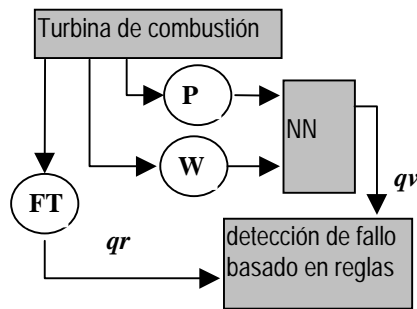 Turbina de combustión
P
NN
W
qv
FT
qr
detección de fallo
basado en reglas